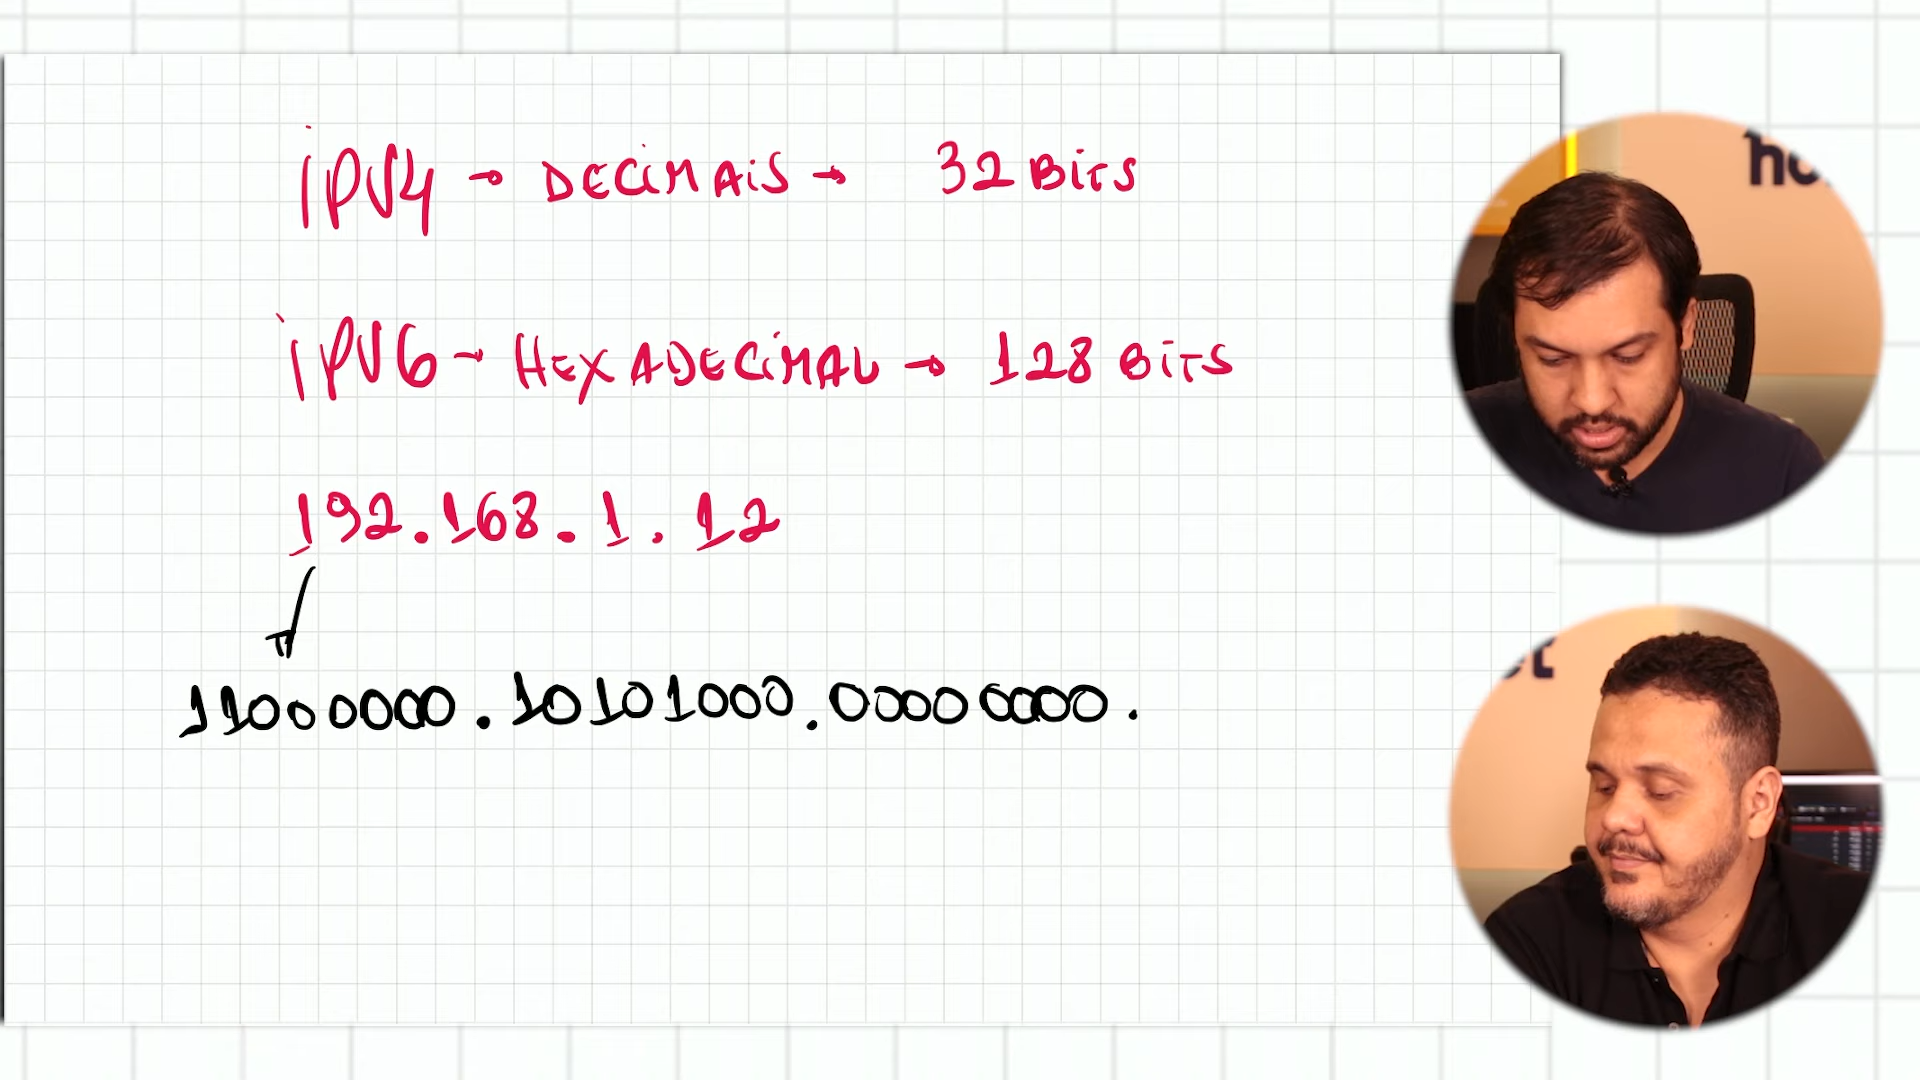 iPV4 → DECiMAiS → 32 BiTS
iPV6 → HEXADECiMAL → 128 BiTS
192.168.1.12
11000000.10101000.00000000.